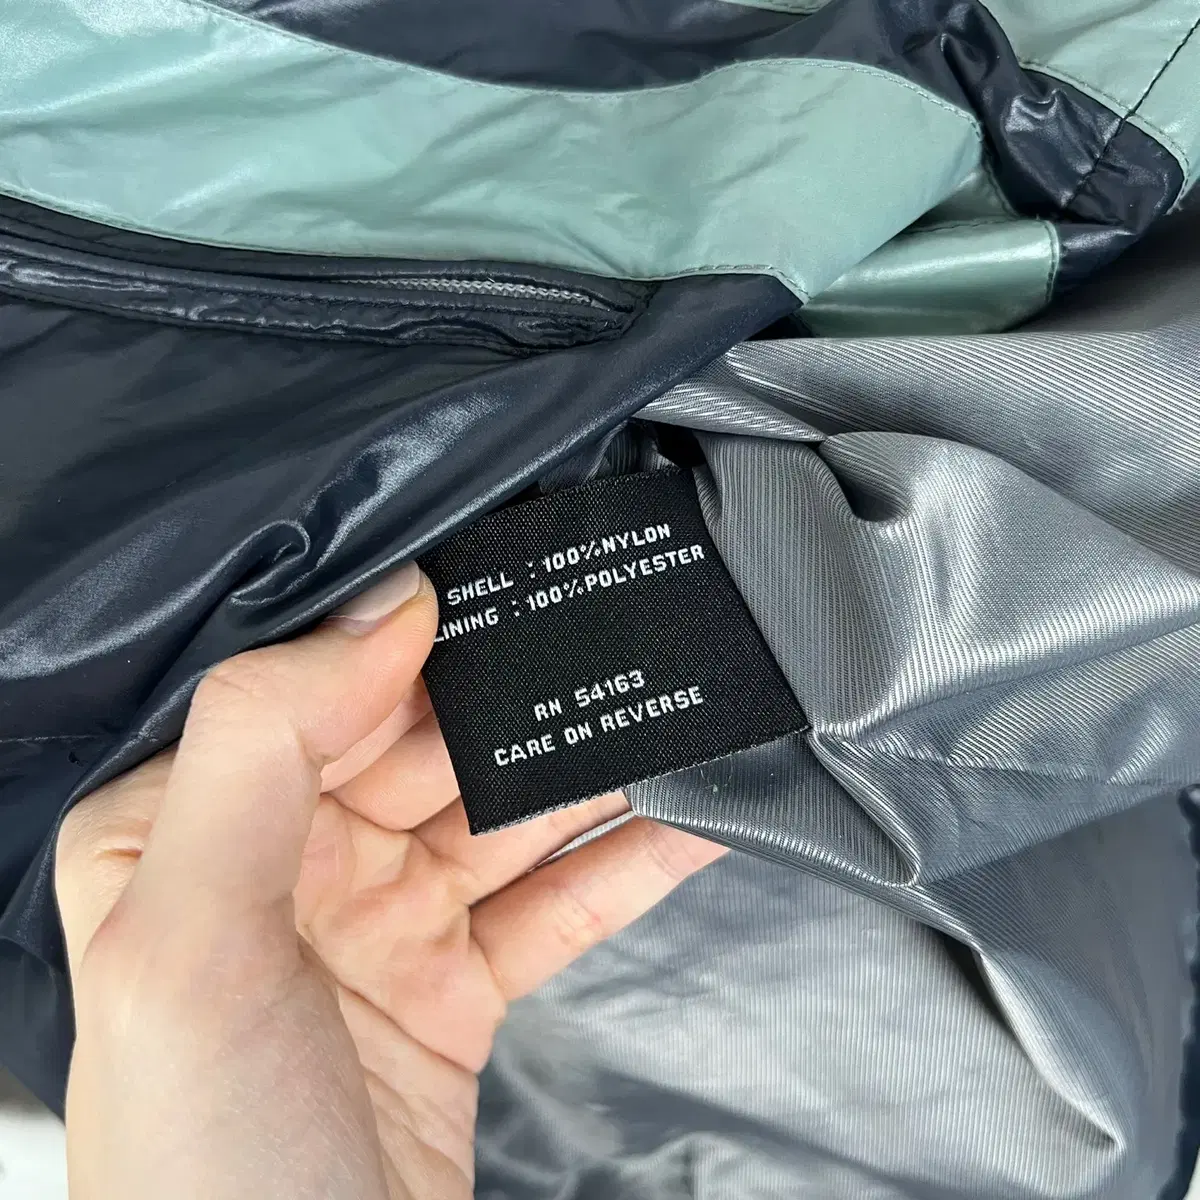 SHELL : 100%NYLON
LINING : 100%POLYESTER
RN 54163
CARE ON REVERSE